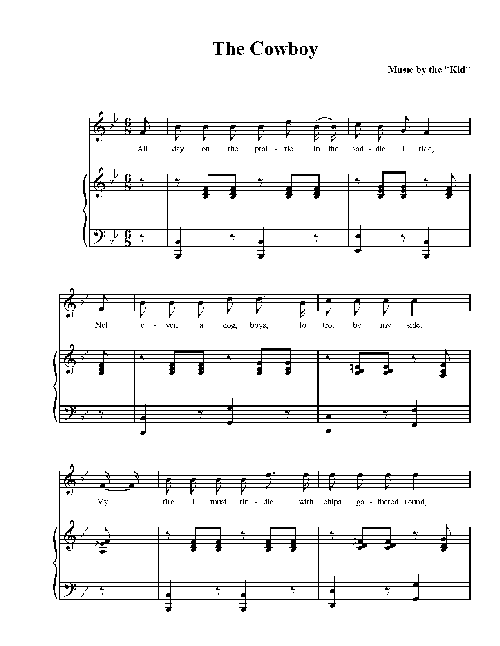 The Cowboy
Music by the "Kid"
All day on the prai - rie in the sad - dle I ride,
Not e - ven a dog, boys, to trot by my side.
My fire I must kin - dle with chips ga - thered round,